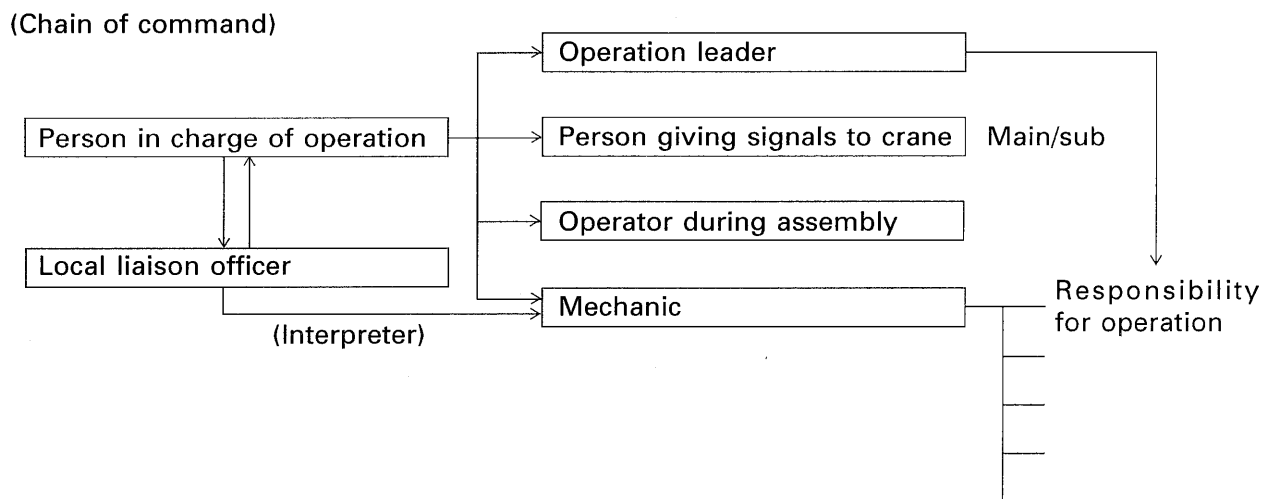 (Chain of command)
Operation leader
Person in charge of operation
Person giving signals to crane
Main/sub
Operator during assembly
Local liaison officer
Mechanic
(Interpreter)
Responsibility
for operation